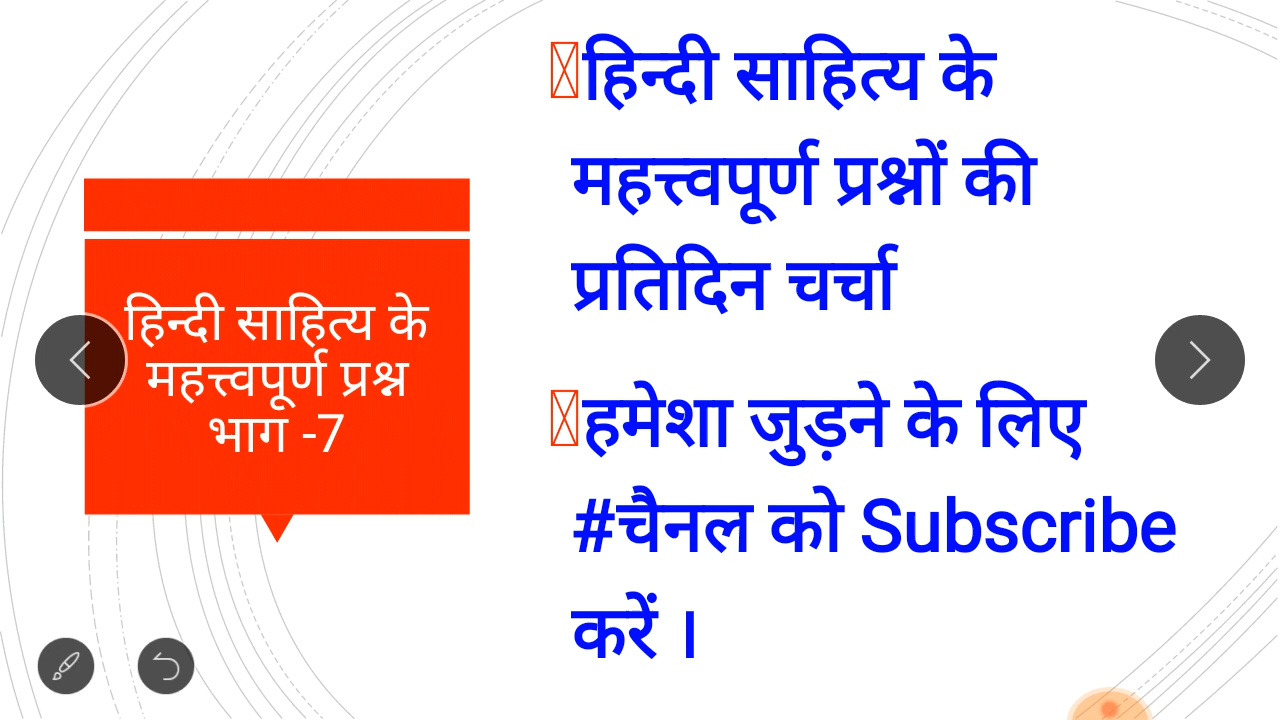 हिन्दी साहित्य के
महत्त्वपूर्ण प्रश्न
भाग -7
हिन्दी साहित्य के
महत्त्वपूर्ण प्रश्नों की
प्रतिदिन चर्चा
हमेशा जुड़ने के लिए
#चैनल को Subscribe
करें ।